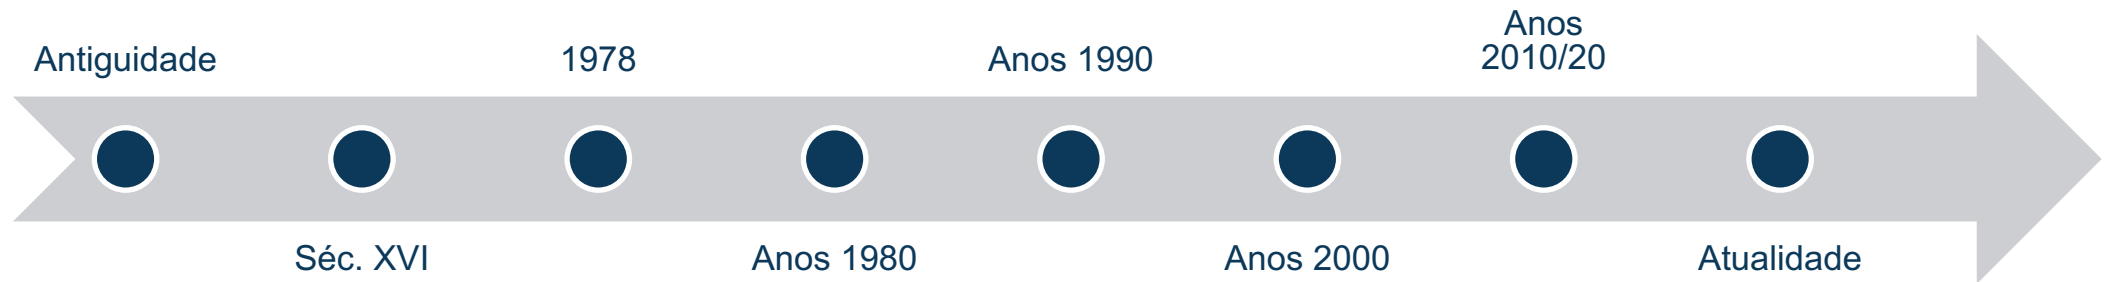 Antiguidade
Séc. XVI
1978
Anos 1980
Anos 1990
Anos 2000
Anos
2010/20
Atualidade